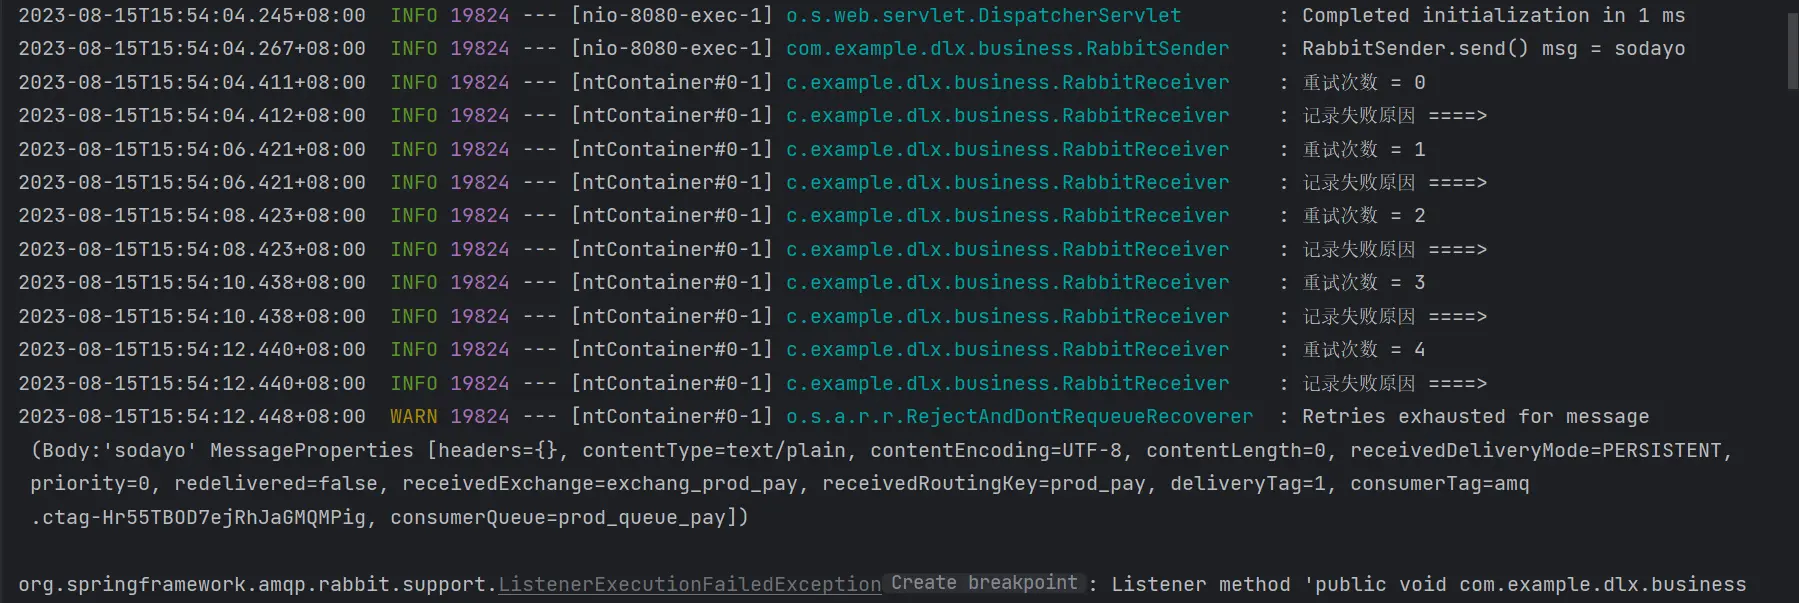 2023-08-15T15:54:04.245+08:00  INFO 19824 --- [nio-8080-exec-1] o.s.web.servlet.DispatcherServlet        : Completed initialization in 1 ms
2023-08-15T15:54:04.267+08:00  INFO 19824 --- [nio-8080-exec-1] com.example.dlx.business.RabbitSender    : RabbitSender.send() msg = sodayo
2023-08-15T15:54:04.411+08:00  INFO 19824 --- [ntContainer#0-1] c.example.dlx.business.RabbitReceiver    : 重试次数 = 0
2023-08-15T15:54:04.412+08:00  INFO 19824 --- [ntContainer#0-1] c.example.dlx.business.RabbitReceiver    : 记录失败原因 ====>
2023-08-15T15:54:06.421+08:00  INFO 19824 --- [ntContainer#0-1] c.example.dlx.business.RabbitReceiver    : 重试次数 = 1
2023-08-15T15:54:06.421+08:00  INFO 19824 --- [ntContainer#0-1] c.example.dlx.business.RabbitReceiver    : 记录失败原因 ====>
2023-08-15T15:54:08.423+08:00  INFO 19824 --- [ntContainer#0-1] c.example.dlx.business.RabbitReceiver    : 重试次数 = 2
2023-08-15T15:54:08.423+08:00  INFO 19824 --- [ntContainer#0-1] c.example.dlx.business.RabbitReceiver    : 记录失败原因 ====>
2023-08-15T15:54:10.438+08:00  INFO 19824 --- [ntContainer#0-1] c.example.dlx.business.RabbitReceiver    : 重试次数 = 3
2023-08-15T15:54:10.438+08:00  INFO 19824 --- [ntContainer#0-1] c.example.dlx.business.RabbitReceiver    : 记录失败原因 ====>
2023-08-15T15:54:12.440+08:00  INFO 19824 --- [ntContainer#0-1] c.example.dlx.business.RabbitReceiver    : 重试次数 = 4
2023-08-15T15:54:12.440+08:00  INFO 19824 --- [ntContainer#0-1] c.example.dlx.business.RabbitReceiver    : 记录失败原因 ====>
2023-08-15T15:54:12.448+08:00  WARN 19824 --- [ntContainer#0-1] o.s.a.r.r.RejectAndDontRequeueRecoverer  : Retries exhausted for message
(Body:'sodayo' MessageProperties [headers={}, contentType=text/plain, contentEncoding=UTF-8, contentLength=0, receivedDeliveryMode=PERSISTENT,
priority=0, redelivered=false, receivedExchange=exchang_prod_pay, receivedRoutingKey=prod_pay, deliveryTag=1, consumerTag=amq
.ctag-Hr55TBOD7ejRhJaGMQMPig, consumerQueue=prod_queue_pay])
org.springframework.amqp.rabbit.support.ListenerExecutionFailedException Create breakpoint : Listener method 'public void com.example.dlx.business